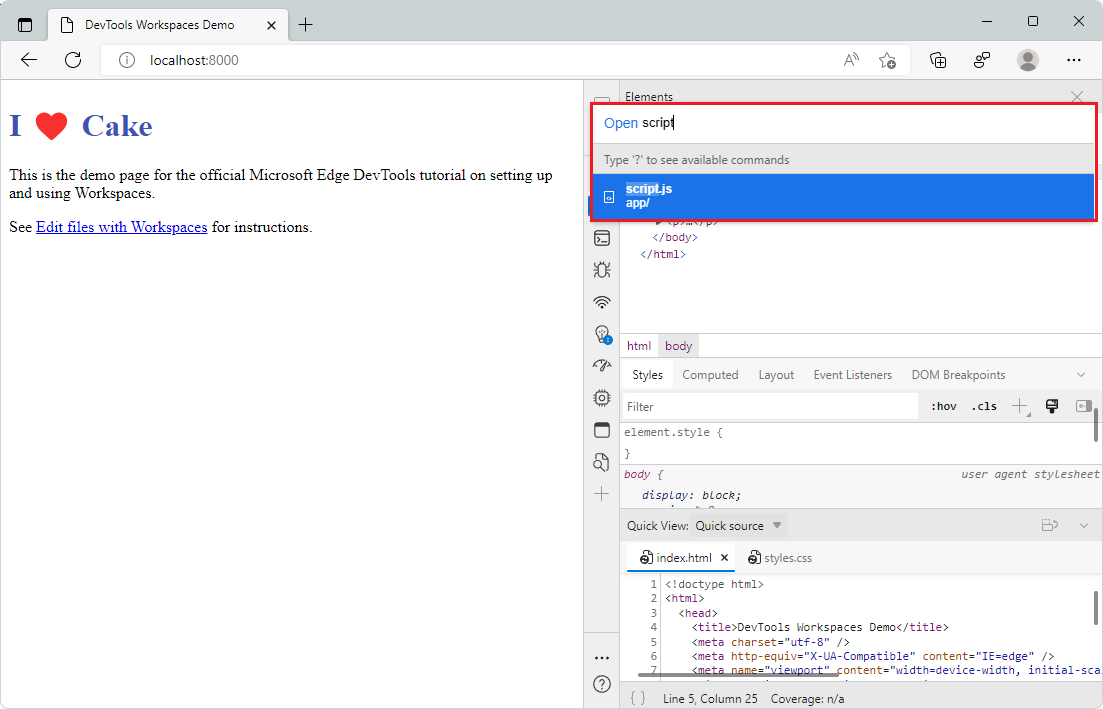 DevTools Workspaces Demo
localhost:8000
I ❤ Cake
This is the demo page for the official Microsoft Edge DevTools tutorial on setting up
and using Workspaces.
See Edit files with Workspaces for instructions.
Elements
Open script
Type '?' to see available commands
script.js
app/
▶<p>…</p>
</body>
</html>
html body
Styles Computed Layout Event Listeners DOM Breakpoints
Filter :hov .cls
element.style {
}
body { user agent stylesheet
display: block;
Quick View: Quick source
index.html styles.css
1 <!doctype html>
2 <html>
3 <head>
4 <title>DevTools Workspaces Demo</title>
5 <meta charset="utf-8" />
6 <meta http-equiv="X-UA-Compatible" content="IE=edge" />
7 <meta name="viewport" content="width=device-width, initial-sca
{ } Line 5, Column 25 Coverage: n/a